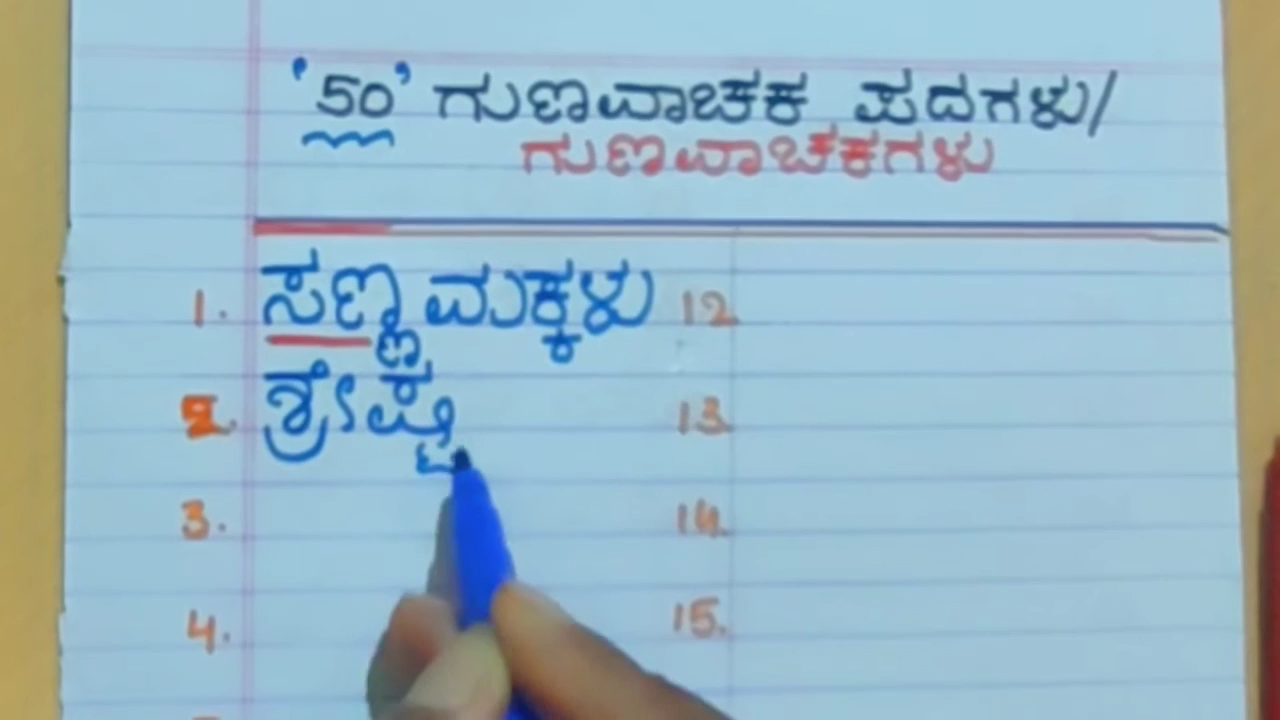 '50' ಗುಣವಾಚಕ ಪದಗಳು/
ಗುಣವಾಚಕಗಳು
1. ಸಣ್ಣ ಮಕ್ಕಳು 12.
2. ಶ್ರೇಷ್ಟ 13.
3. 14.
4. 15.